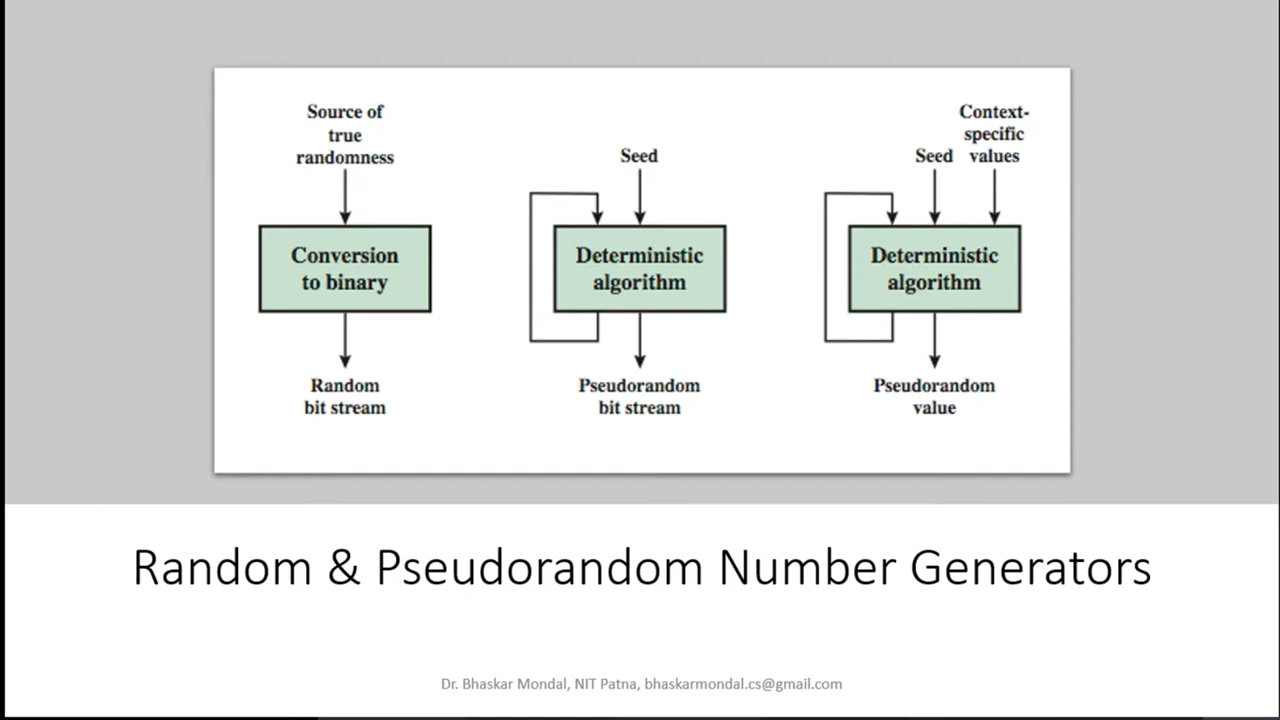 Source of
true
randomness
Conversion
to binary
Random
bit stream
Seed
Deterministic
algorithm
Pseudorandom
bit stream
Context-
specific
Seed values
Deterministic
algorithm
Pseudorandom
value
Random & Pseudorandom Number Generators
Dr. Bhaskar Mondal, NIT Patna, bhaskarmondal.cs@gmail.com